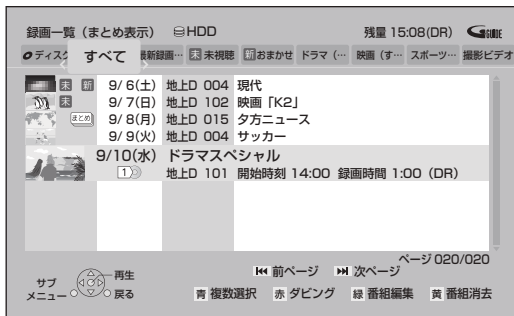 録画一覧（まとめ表示） HDD 残量 15:08(DR) G GUIDE
ディスク すべて 最新録画… 未 未視聴 新 おまかせ ドラマ（… 映画（す… スポーツ… 撮影ビデオ
未 新 9/ 6(土) 地上D 004 現代
未 9/ 7(日) 地上D 102 映画「K2」
まとめ 9/ 8(月) 地上D 015 夕方ニュース
9/ 9(火) 地上D 004 サッカー
9/10(水) ドラマスペシャル
1 地上D 101 開始時刻 14:00 録画時間 1:00（DR）
ページ 020/020
前ページ 次ページ
サブメニュー 再生 戻る
青 複数選択 赤 ダビング 緑 番組編集 黄 番組消去